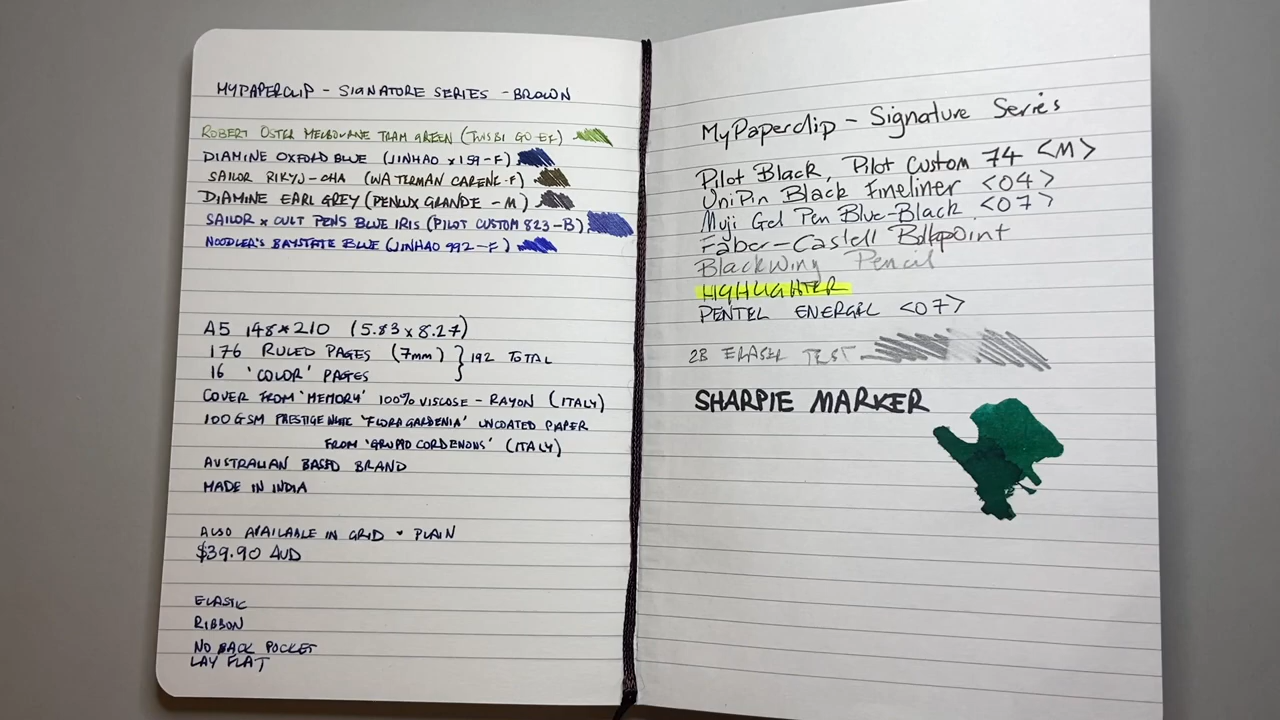 MYPAPERCLIP - SIGNATURE SERIES - BROWN
ROBERT OSTER MELBOURNE TRAM GREEN (TWSBI GO EF)
DIAMINE OXFORD BLUE (JINHAO x159-F)
SAILOR RIKYU-CHA (WATERMAN CARENE-F)
DIAMINE EARL GREY (PENLUX GRANDE - M)
SAILOR x CULT PENS BLUE IRIS (PILOT CUSTOM 823-B)
NOODLER'S BAYSTATE BLUE (JINHAO 992-F)
A5 148*210 (5.83 x 8.27)
176 RULED PAGES (7mm) } 192 TOTAL
16 'COLOR' PAGES
COVER FROM 'MEMORY' 100% VISCOSE - RAYON (ITALY)
100 GSM PRESTIGE 'FLORA GARDENIA' UNCOATED PAPER
FROM 'GRUPPO CORDENONS' (ITALY)
AUSTRALIAN BASED BRAND
MADE IN INDIA
ALSO AVAILABLE IN GRID + PLAIN
$39.90 AUD
ELASTIC
RIBBON
NO BACK POCKET
LAY FLAT
MyPaperclip - Signature Series
Pilot Black, Pilot Custom 74 <M>
UniPin Black Fineliner <04>
Muji Gel Pen Blue-Black <07>
Faber-Castell Ballpoint
Blackwing Pencil
HIGHLIGHTER
PENTEL ENERGEL <07>
2B ERASER TEST
SHARPIE MARKER